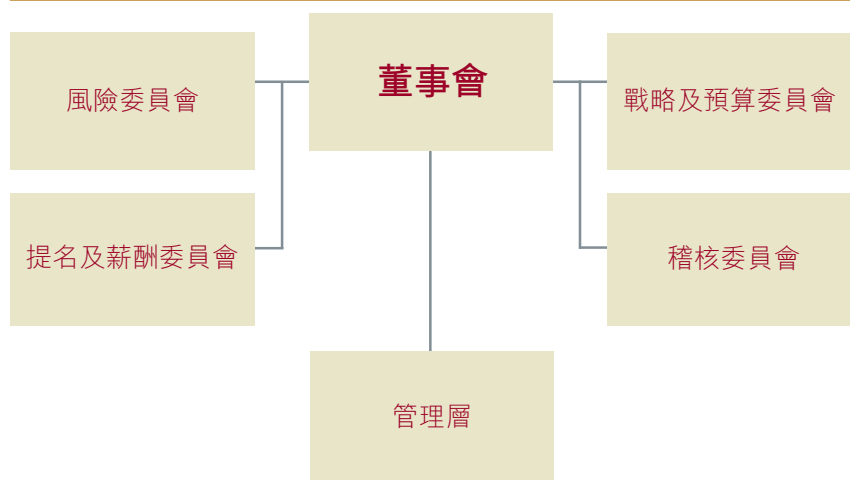 董事會
風險委員會
戰略及預算委員會
提名及薪酬委員會
稽核委員會
管理層